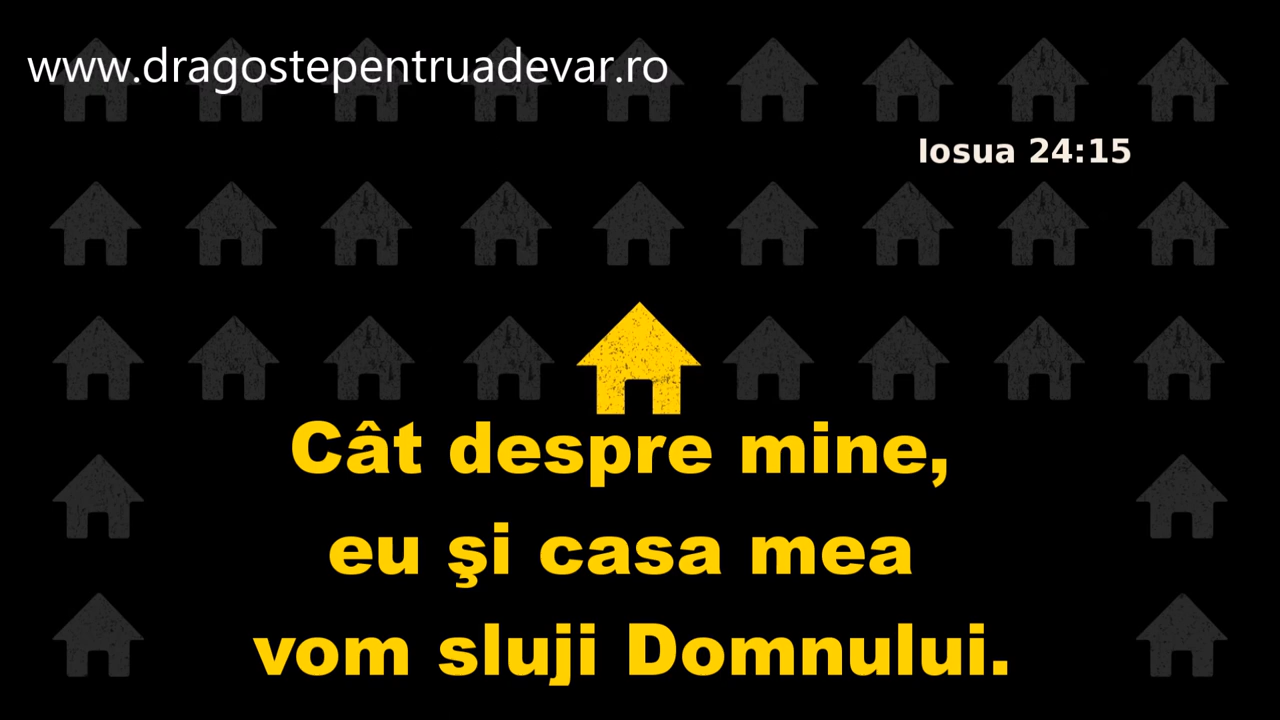 www.dragostepentruadevar.ro
Iosua 24:15
Cât despre mine,
eu şi casa mea
vom sluji Domnului.